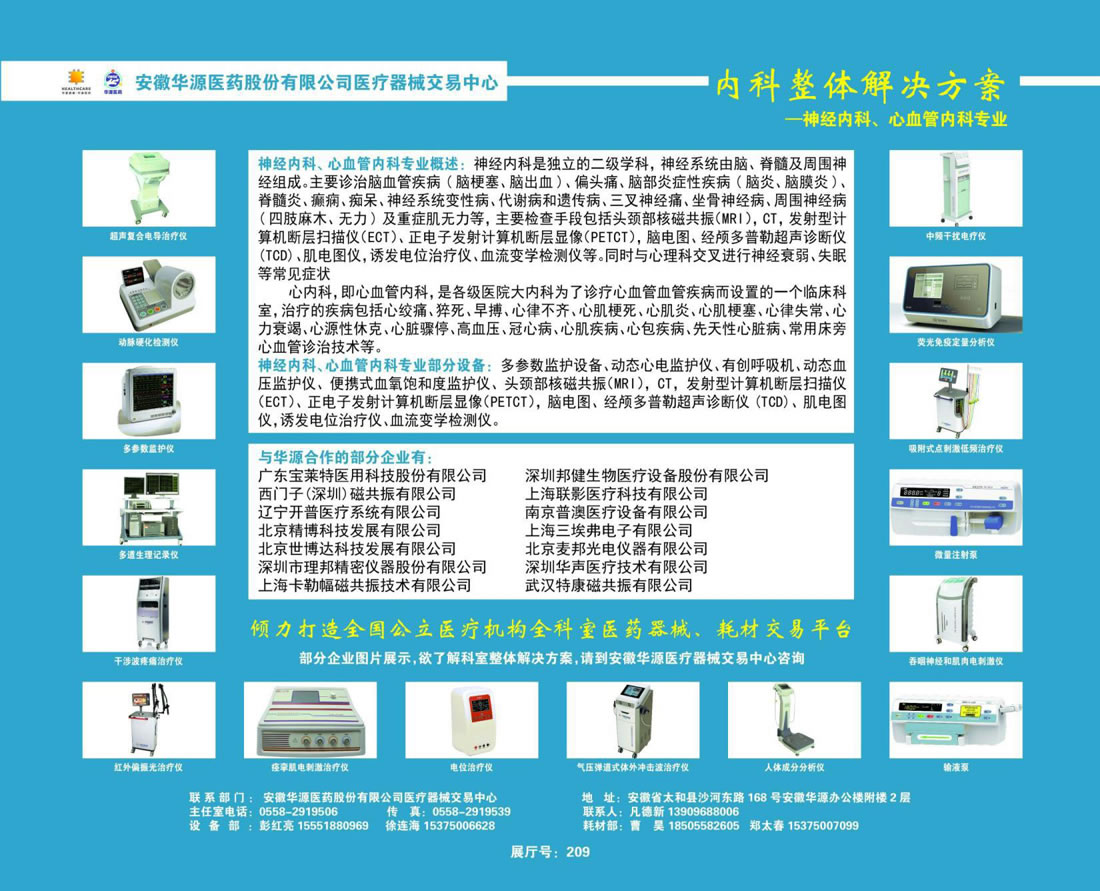 HEALTHCARE
华源医药
安徽华源医药股份有限公司医疗器械交易中心
内科整体解决方案
—神经内科、心血管内科专业
超声复合电导治疗仪
动脉硬化检测仪
多参数监护仪
多道生理记录仪
干涉波疼痛治疗仪
神经内科、心血管内科专业概述：神经内科是独立的二级学科，神经系统由脑、脊髓及周围神
经组成。主要诊治脑血管疾病（脑梗塞、脑出血）、偏头痛、脑部炎症性疾病（脑炎、脑膜炎）、
脊髓炎、癫痫、痴呆、神经系统变性病、代谢病和遗传病、三叉神经痛、坐骨神经病、周围神经病
（四肢麻木、无力）及重症肌无力等，主要检查手段包括头颈部核磁共振(MRI)，CT，发射型计
算机断层扫描仪(ECT)、正电子发射计算机断层显像(PETCT)，脑电图、经颅多普勒超声诊断仪
(TCD)、肌电图仪，诱发电位治疗仪、血流变学检测仪等。同时与心理科交叉进行神经衰弱、失眠
等常见症状
心内科，即心血管内科，是各级医院大内科为了诊疗心血管血管疾病而设置的一个临床科
室，治疗的疾病包括心绞痛、猝死、早搏、心律不齐、心肌梗死、心肌炎、心肌梗塞、心律失常、心
力衰竭、心源性休克、心脏骤停、高血压、冠心病、心肌疾病、心包疾病、先天性心脏病、常用床旁
心血管诊治技术等。
神经内科、心血管内科专业部分设备：多参数监护设备、动态心电监护仪、有创呼吸机、动态血
压监护仪、便携式血氧饱和度监护仪、头颈部核磁共振(MRI)，CT，发射型计算机断层扫描仪
(ECT)、正电子发射计算机断层显像(PETCT)，脑电图、经颅多普勒超声诊断仪(TCD)、肌电图
仪，诱发电位治疗仪、血流变学检测仪。
与华源合作的部分企业有：
广东宝莱特医用科技股份有限公司 深圳邦健生物医疗设备股份有限公司
西门子(深圳)磁共振有限公司 上海联影医疗科技有限公司
辽宁开普医疗系统有限公司 南京普澳医疗设备有限公司
北京精博科技发展有限公司 上海三埃弗电子有限公司
北京世博达科技发展有限公司 北京麦邦光电仪器有限公司
深圳市理邦精密仪器股份有限公司 深圳华声医疗技术有限公司
上海卡勒幅磁共振技术有限公司 武汉特康磁共振有限公司
中频干扰电疗仪
荧光免疫定量分析仪
吸附式点刺激低频治疗仪
微量注射泵
吞咽神经和肌肉电刺激仪
倾力打造全国公立医疗机构全科室医药器械、耗材交易平台
部分企业图片展示，欲了解科室整体解决方案，请到安徽华源医疗器械交易中心咨询
红外偏振光治疗仪 痉挛肌电刺激治疗仪 电位治疗仪 气压弹道式体外冲击波治疗仪 人体成分分析仪 输液泵
联系部门：安徽华源医药股份有限公司医疗器械交易中心
主任室电话：0558-2919506 传 真：0558-2919539
设 备 部：彭红亮 15551880969 徐连海 15375006628
地 址：安徽省太和县沙河东路 168 号安徽华源办公楼附楼 2 层
联系人：凡德新 13909688006
耗材部：曹 昊 18505582605 郑太春 15375007099
展厅号：209